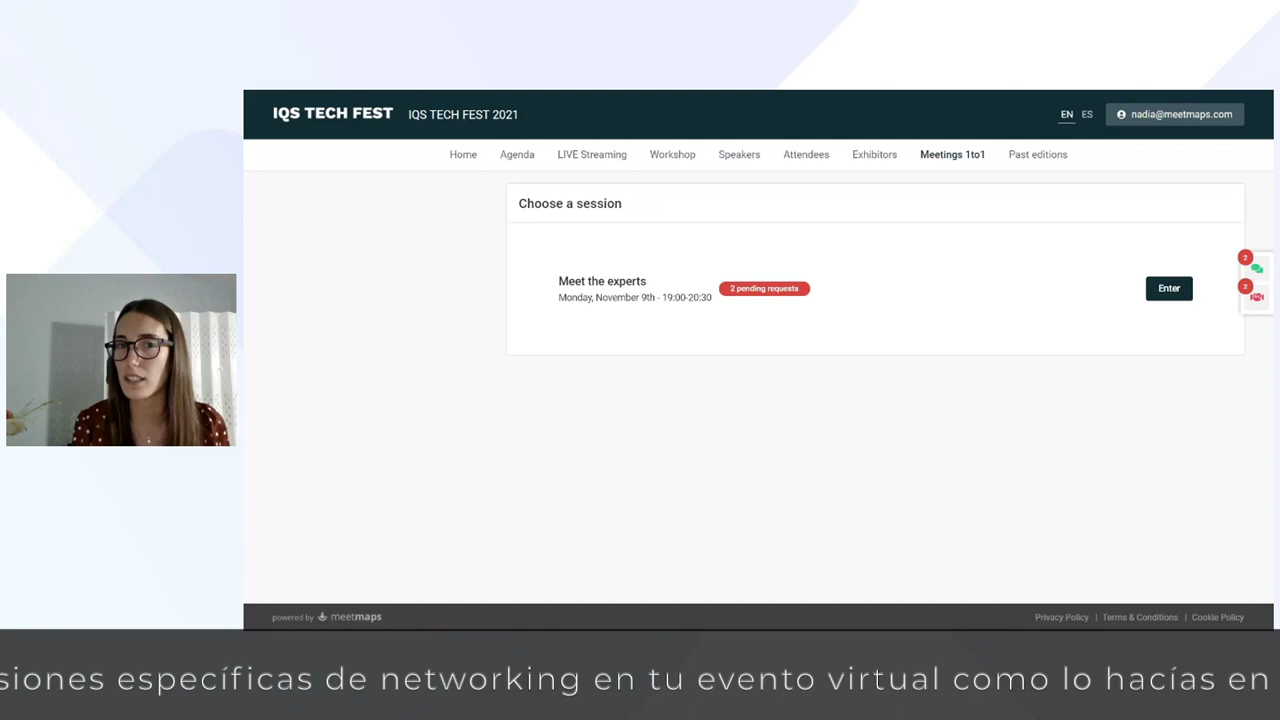 IQS TECH FEST
IQS TECH FEST 2021
EN ES
nadia@meetmaps.com
Home Agenda LIVE Streaming Workshop Speakers Attendees Exhibitors Meetings 1to1 Past editions
Choose a session
Meet the experts
Monday, November 9th - 19:00-20:30
2 pending requests
Enter
2
2
powered by meetmaps
Privacy Policy | Terms & Conditions | Cookie Policy
siones específicas de networking en tu evento virtual como lo hacías en